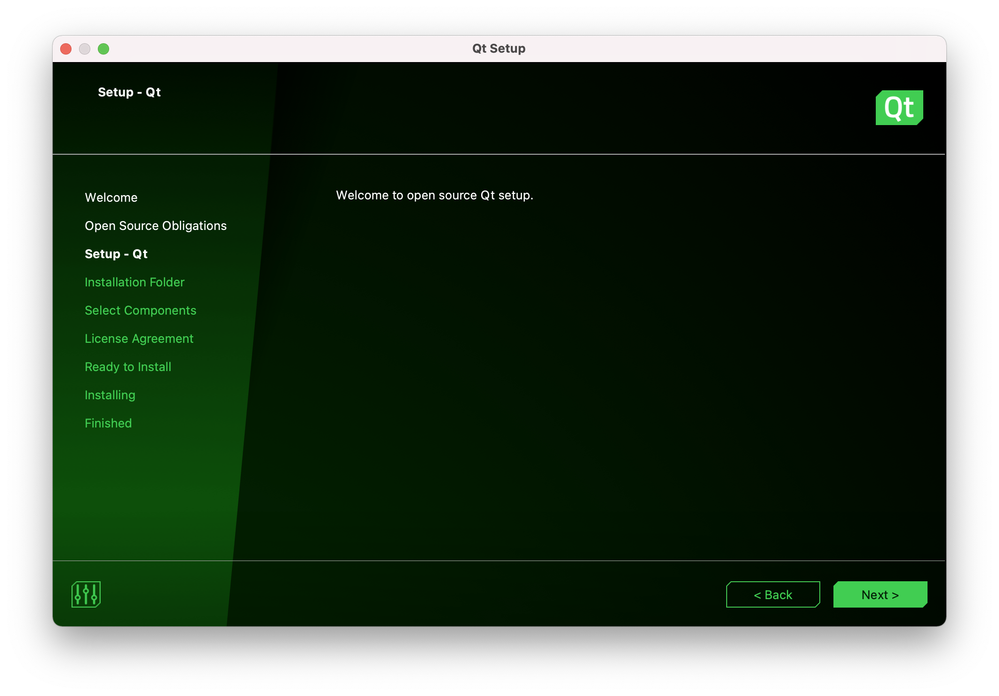 Qt Setup
Setup - Qt
Qt
Welcome
Open Source Obligations
Setup - Qt
Installation Folder
Select Components
License Agreement
Ready to Install
Installing
Finished
Welcome to open source Qt setup.
< Back
Next >